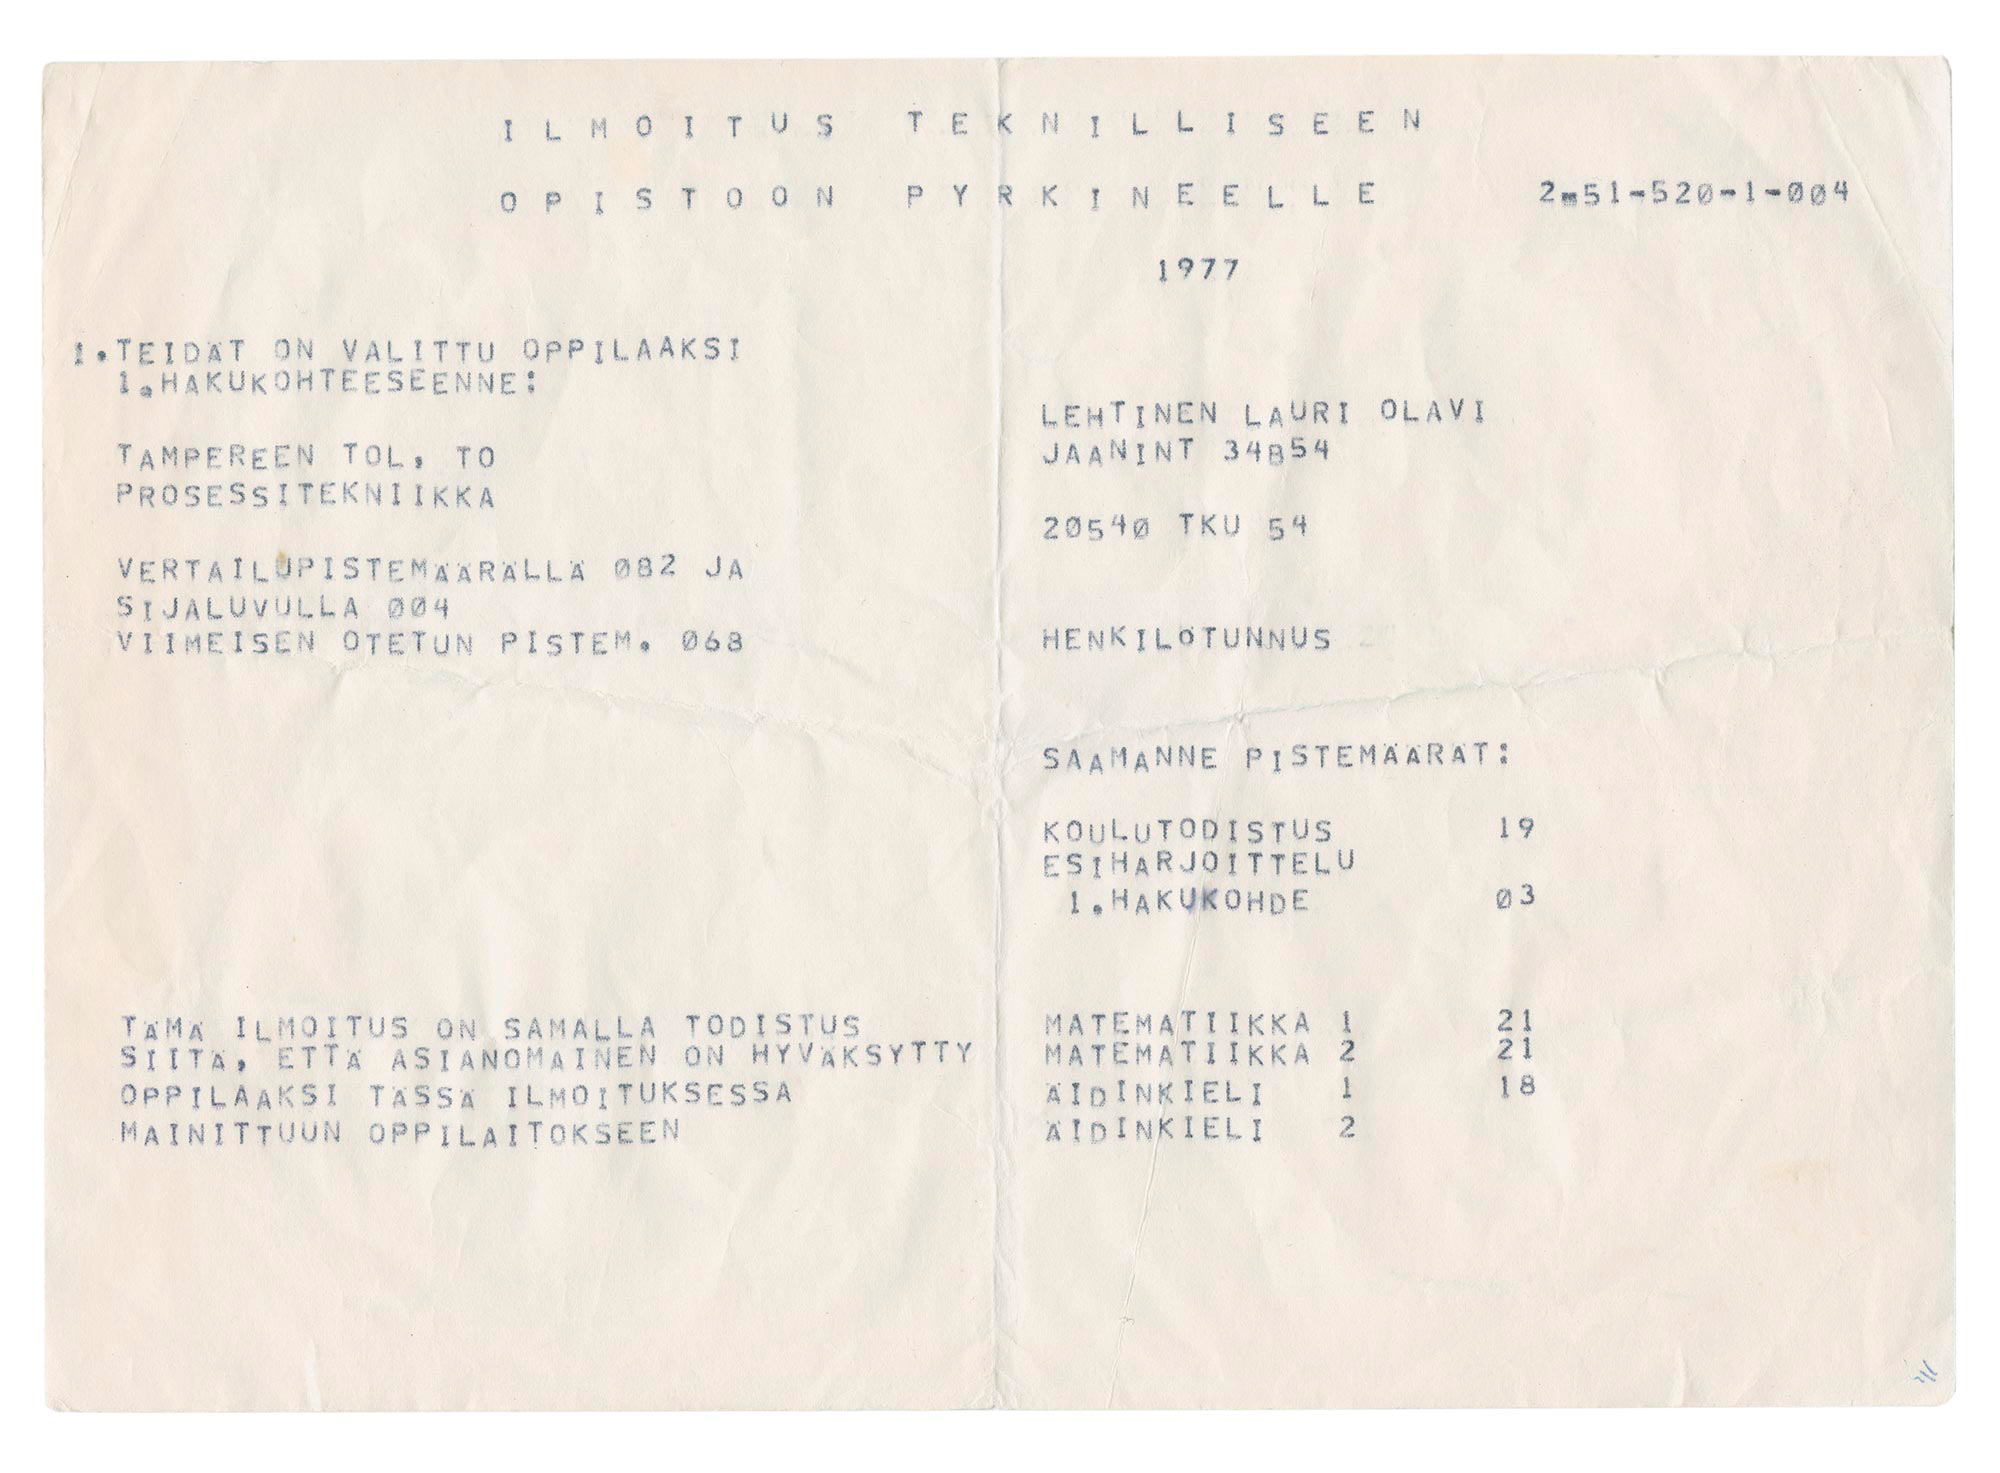 ILMOITUS TEKNILLISEEN
OPISTOON PYRKINEELLE 2m51-520-1-004
1977
1.TEIDÄT ON VALITTU OPPILAAKSI
1.HAKUKOHTEESEENNE:
TAMPEREEN TOL, TO
PROSESSITEKNIIKKA
VERTAILUPISTEMÄÄRÄLLÄ 082 JA
SIJALUVULLA 004
VIIMEISEN OTETUN PISTEM. 068
TÄMÄ ILMOITUS ON SAMALLA TODISTUS
SIITÄ, ETTÄ ASIANOMAINEN ON HYVÄKSYTTY
OPPILAAKSI TÄSSÄ ILMOITUKSESSA
MAINITTUUN OPPILAITOKSEEN
LEHTINEN LAURI OLAVI
JAANINT 34B54
20540 TKU 54
HENKILÖTUNNUS
SAAMANNE PISTEMÄÄRÄT:
KOULUTODISTUS 19
ESIHARJOITTELU
1.HAKUKOHDE 03
MATEMATIIKKA 1 21
MATEMATIIKKA 2 21
ÄIDINKIELI 1 18
ÄIDINKIELI 2